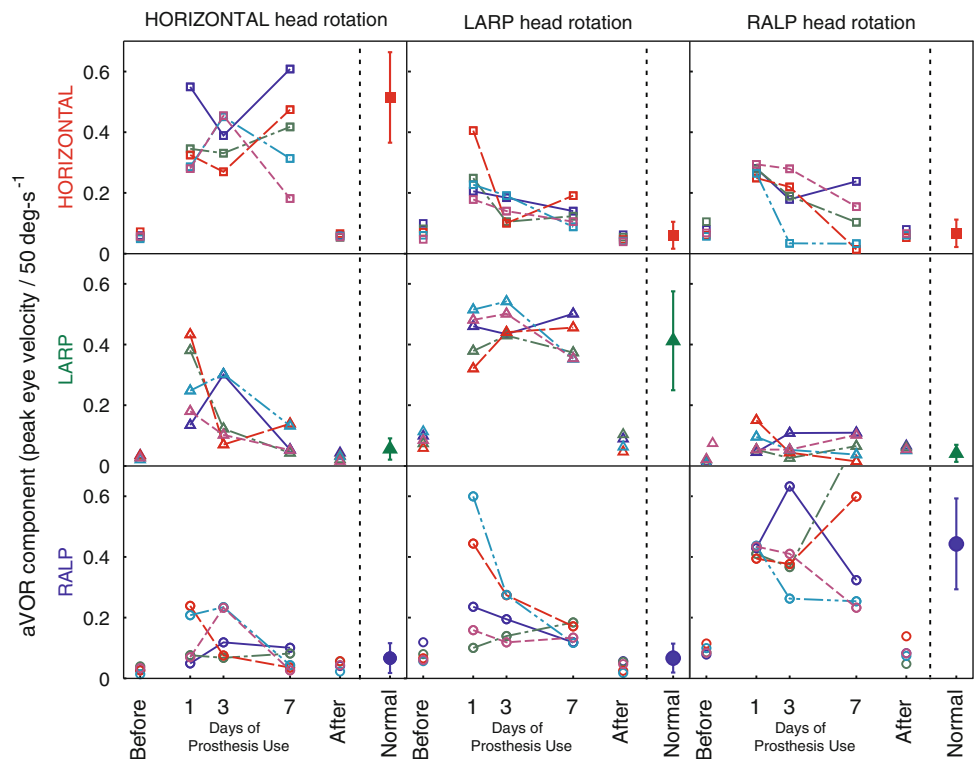 HORIZONTAL head rotation
LARP head rotation
RALP head rotation
aVOR component (peak eye velocity / 50 deg-s⁻¹
HORIZONTAL
0.6
0.4
0.2
0
LARP
0.6
0.4
0.2
0
RALP
0.6
0.4
0.2
0
Before
1
3
7
Days of
Prosthesis Use
After
Normal
Before
1
3
7
Days of
Prosthesis Use
After
Normal
Before
1
3
7
Days of
Prosthesis Use
After
Normal